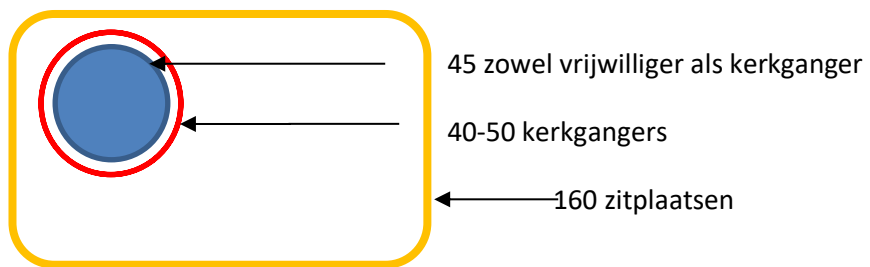 45 zowel vrijwilliger als kerkganger
40-50 kerkgangers
160 zitplaatsen